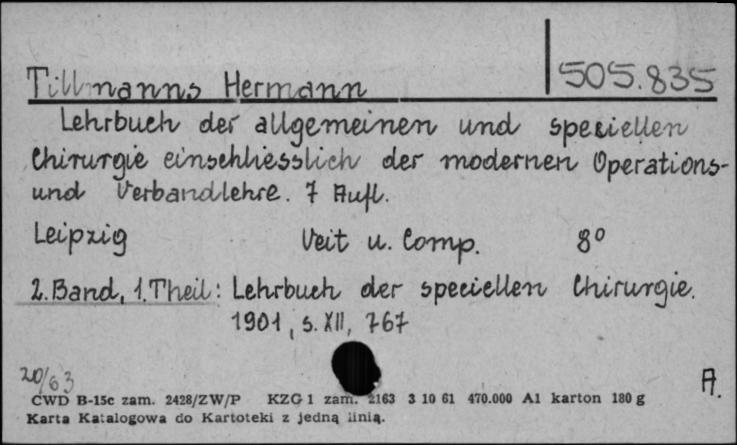 505.835
Tillmanns Hermann
Lehrbuch der allgemeinen und speciellen
Chirurgie einschliesslich der modernen Operations-
und Verbandlehre. 7 Aufl.
Leipzig Veit u. Comp. 8°
2. Band, 1. Theil: Lehrbuch der speciellen Chirurgie.
1901, s. XII, 767
20/63
A.
CWD B-15c zam. 2428/ZW/P KZG 1 zam. 2163 3 10 61 470.000 A1 karton 180 g
Karta Katalogowa do Kartoteki z jedną linią.